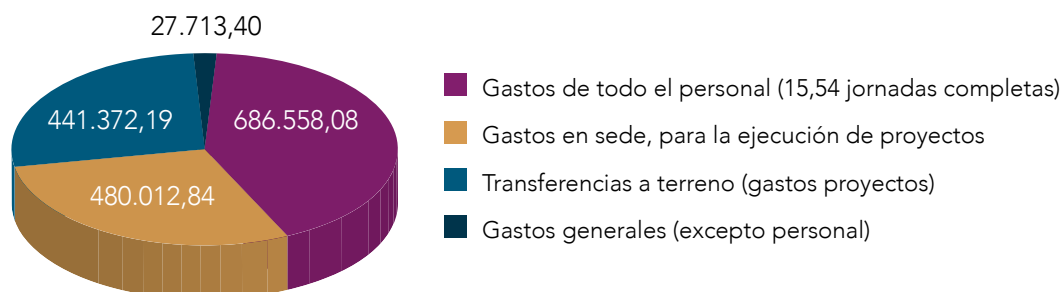 27.713,40
441.372,19
686.558,08
480.012,84
Gastos de todo el personal (15,54 jornadas completas)
Gastos en sede, para la ejecución de proyectos
Transferencias a terreno (gastos proyectos)
Gastos generales (excepto personal)